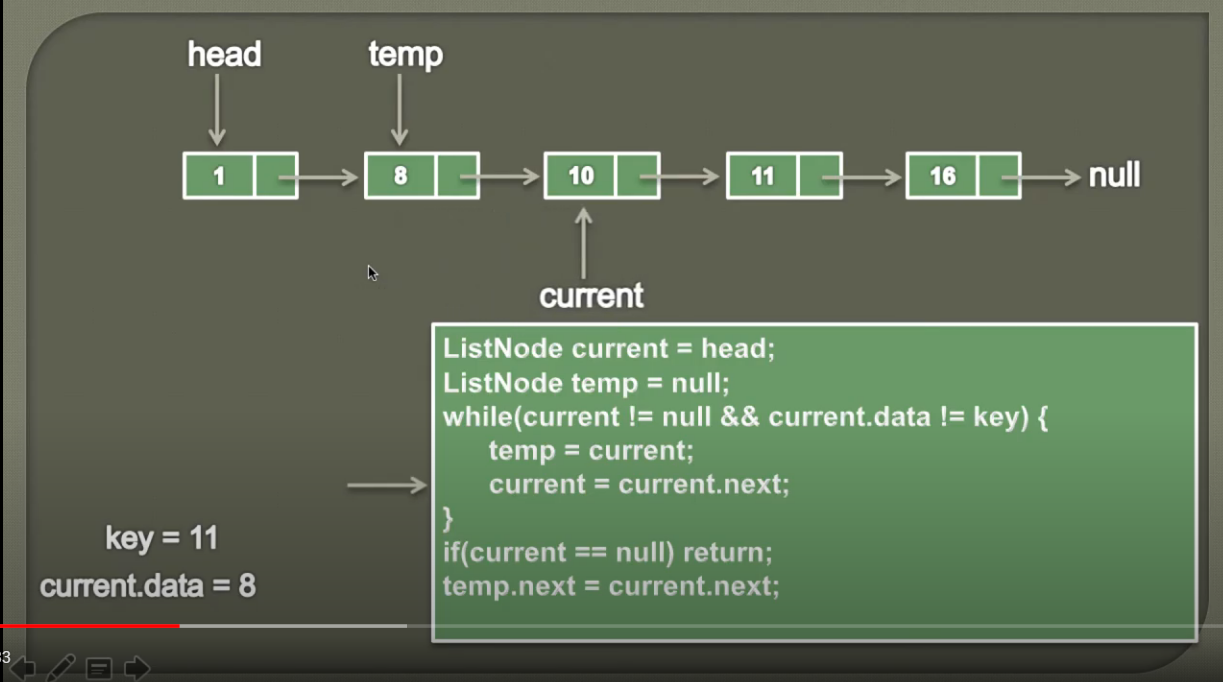 head temp
1 8 10 11 16 null
current
ListNode current = head;
ListNode temp = null;
while(current != null && current.data != key) {
temp = current;
current = current.next;
}
if(current == null) return;
temp.next = current.next;
key = 11
current.data = 8